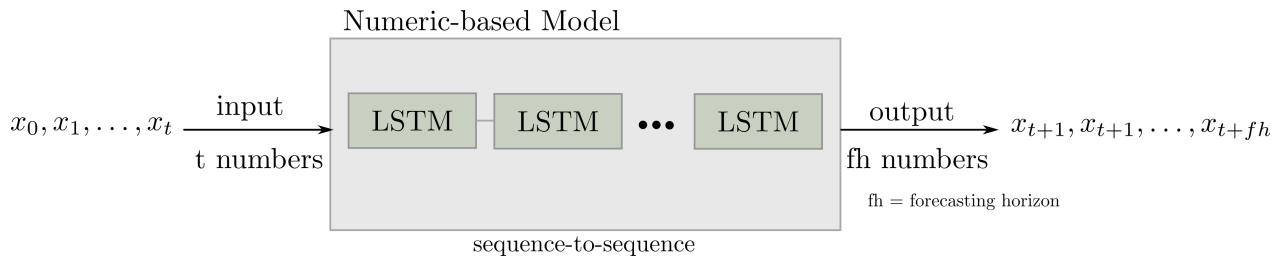 Numeric-based Model
input
x_0, x_1, ..., x_t
t numbers
LSTM
LSTM
•••
LSTM
output
x_{t+1}, x_{t+1}, ..., x_{t+fh}
fh numbers
fh = forecasting horizon
sequence-to-sequence